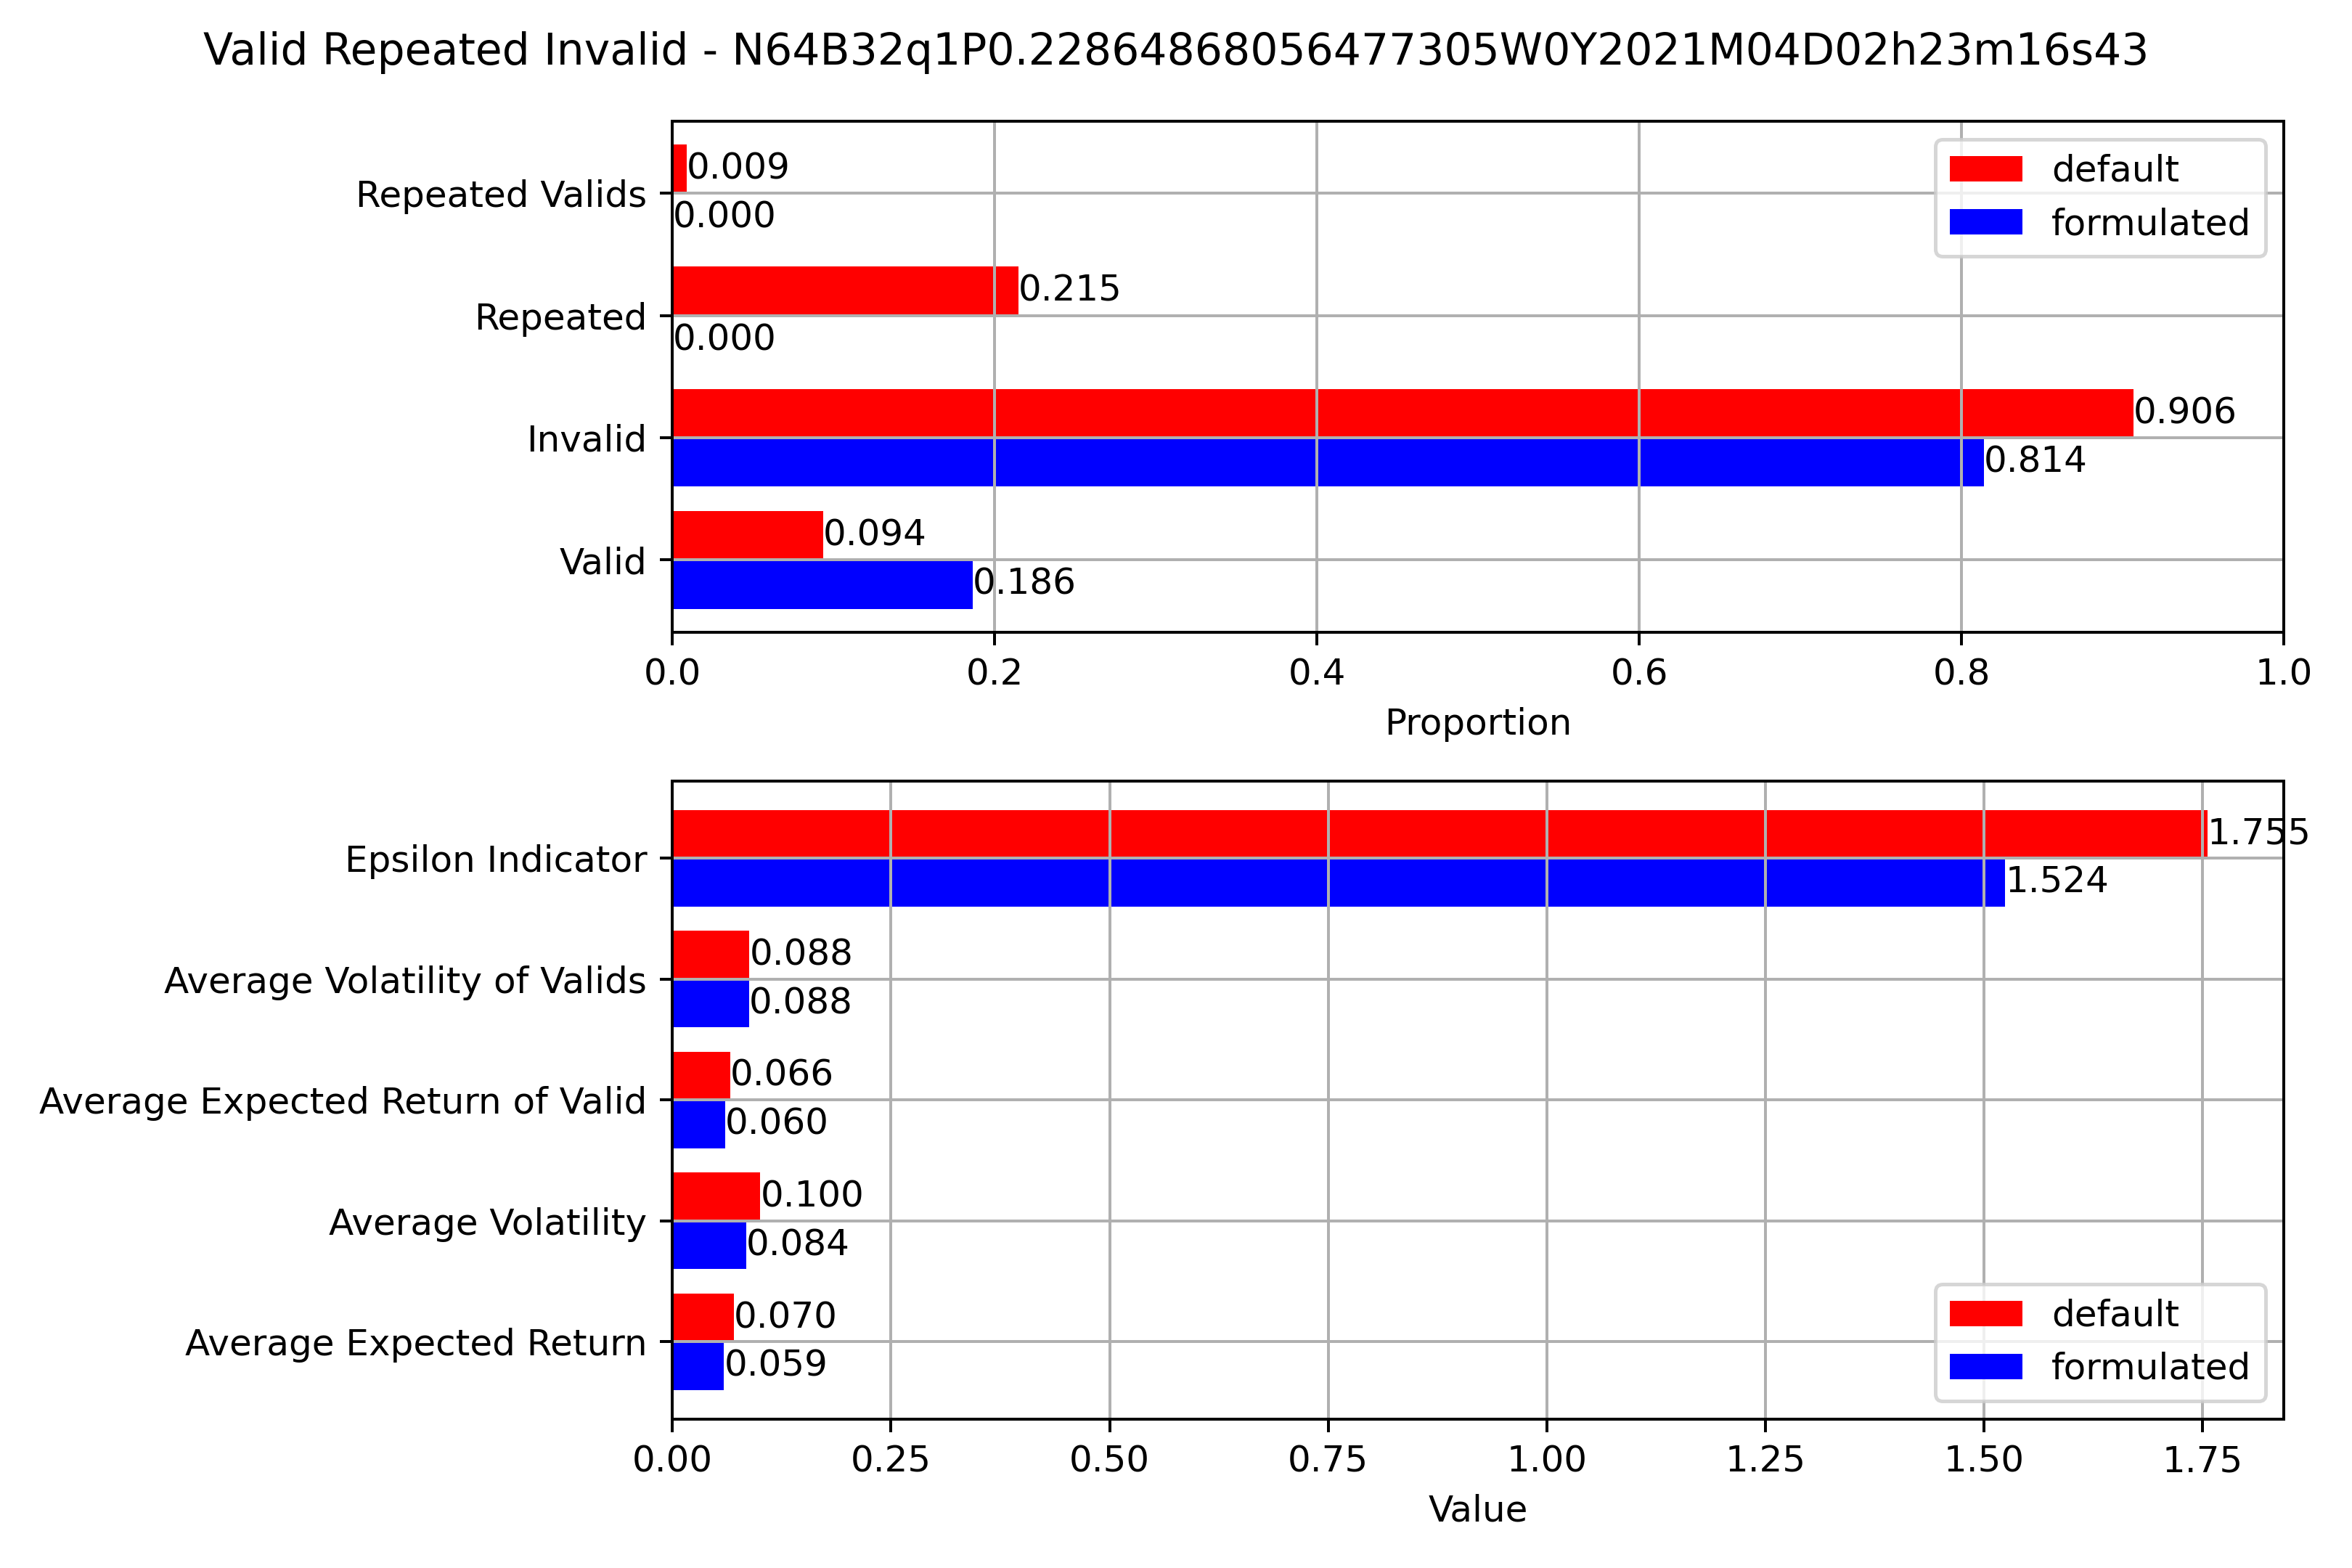 Valid Repeated Invalid - N64B32q1P0.22864868056477305W0Y2021M04D02h23m16s43
Repeated Valids
0.009
0.000
Repeated
0.215
0.000
Invalid
0.906
0.814
Valid
0.094
0.186
default
formulated
0.0 0.2 0.4 0.6 0.8 1.0
Proportion
Epsilon Indicator
1.755
1.524
Average Volatility of Valids
0.088
0.088
Average Expected Return of Valid
0.066
0.060
Average Volatility
0.100
0.084
Average Expected Return
0.070
0.059
default
formulated
0.00 0.25 0.50 0.75 1.00 1.25 1.50 1.75
Value